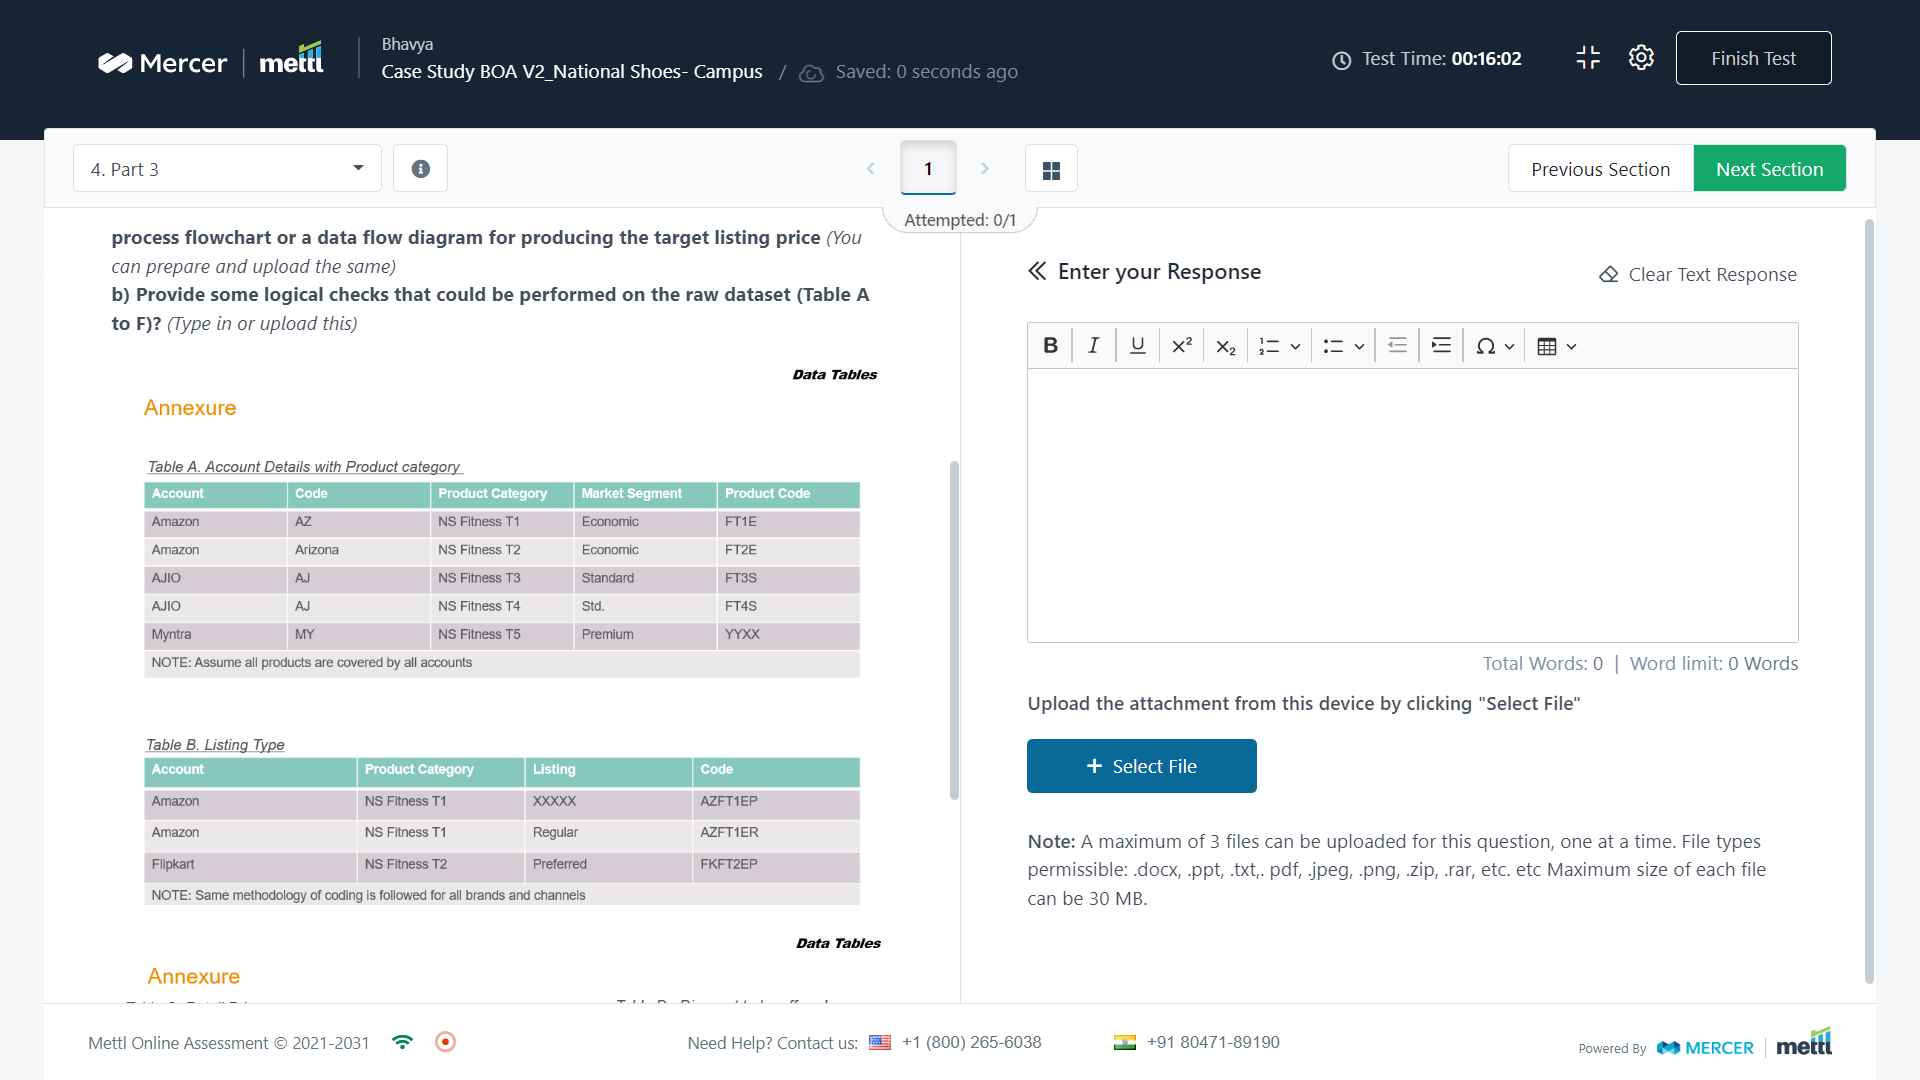 Mercer | mettl
Bhavya
Case Study BOA V2_National Shoes- Campus / Saved: 0 seconds ago
Test Time: 00:16:02
Finish Test
4. Part 3
1
Attempted: 0/1
Previous Section
Next Section
process flowchart or a data flow diagram for producing the target listing price (You
can prepare and upload the same)
b) Provide some logical checks that could be performed on the raw dataset (Table A
to F)? (Type in or upload this)
Data Tables
Annexure
Table A. Account Details with Product category
Account Code Product Category Market Segment Product Code
Amazon AZ NS Fitness T1 Economic FT1E
Amazon Arizona NS Fitness T2 Economic FT2E
AJIO AJ NS Fitness T3 Standard FT3S
AJIO AJ NS Fitness T4 Std. FT4S
Myntra MY NS Fitness T5 Premium YYXX
NOTE: Assume all products are covered by all accounts
Table B. Listing Type
Account Product Category Listing Code
Amazon NS Fitness T1 XXXXX AZFT1EP
Amazon NS Fitness T1 Regular AZFT1ER
Flipkart NS Fitness T2 Preferred FKFT2EP
NOTE: Same methodology of coding is followed for all brands and channels
Data Tables
Annexure
Enter your Response
Clear Text Response
B I U X² X₂ Ω
Total Words: 0 | Word limit: 0 Words
Upload the attachment from this device by clicking "Select File"
+ Select File
Note: A maximum of 3 files can be uploaded for this question, one at a time. File types
permissible: .docx, .ppt, .txt,. pdf, .jpeg, .png, .zip, .rar, etc. etc Maximum size of each file
can be 30 MB.
Mettl Online Assessment © 2021-2031
Need Help? Contact us: +1 (800) 265-6038
+91 80471-89190
Powered By MERCER | mettl